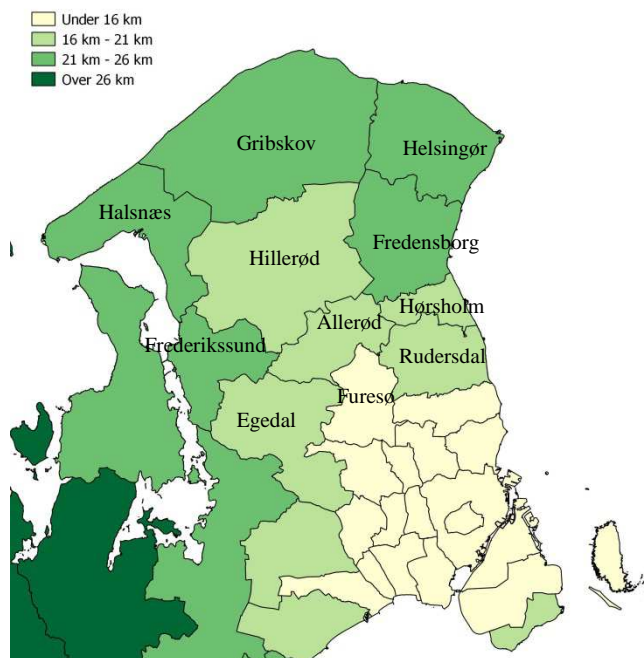 Under 16 km
16 km - 21 km
21 km - 26 km
Over 26 km
Gribskov
Helsingør
Halsnæs
Fredensborg
Hillerød
Hørsholm
Allerød
Frederikssund
Rudersdal
Furesø
Egedal